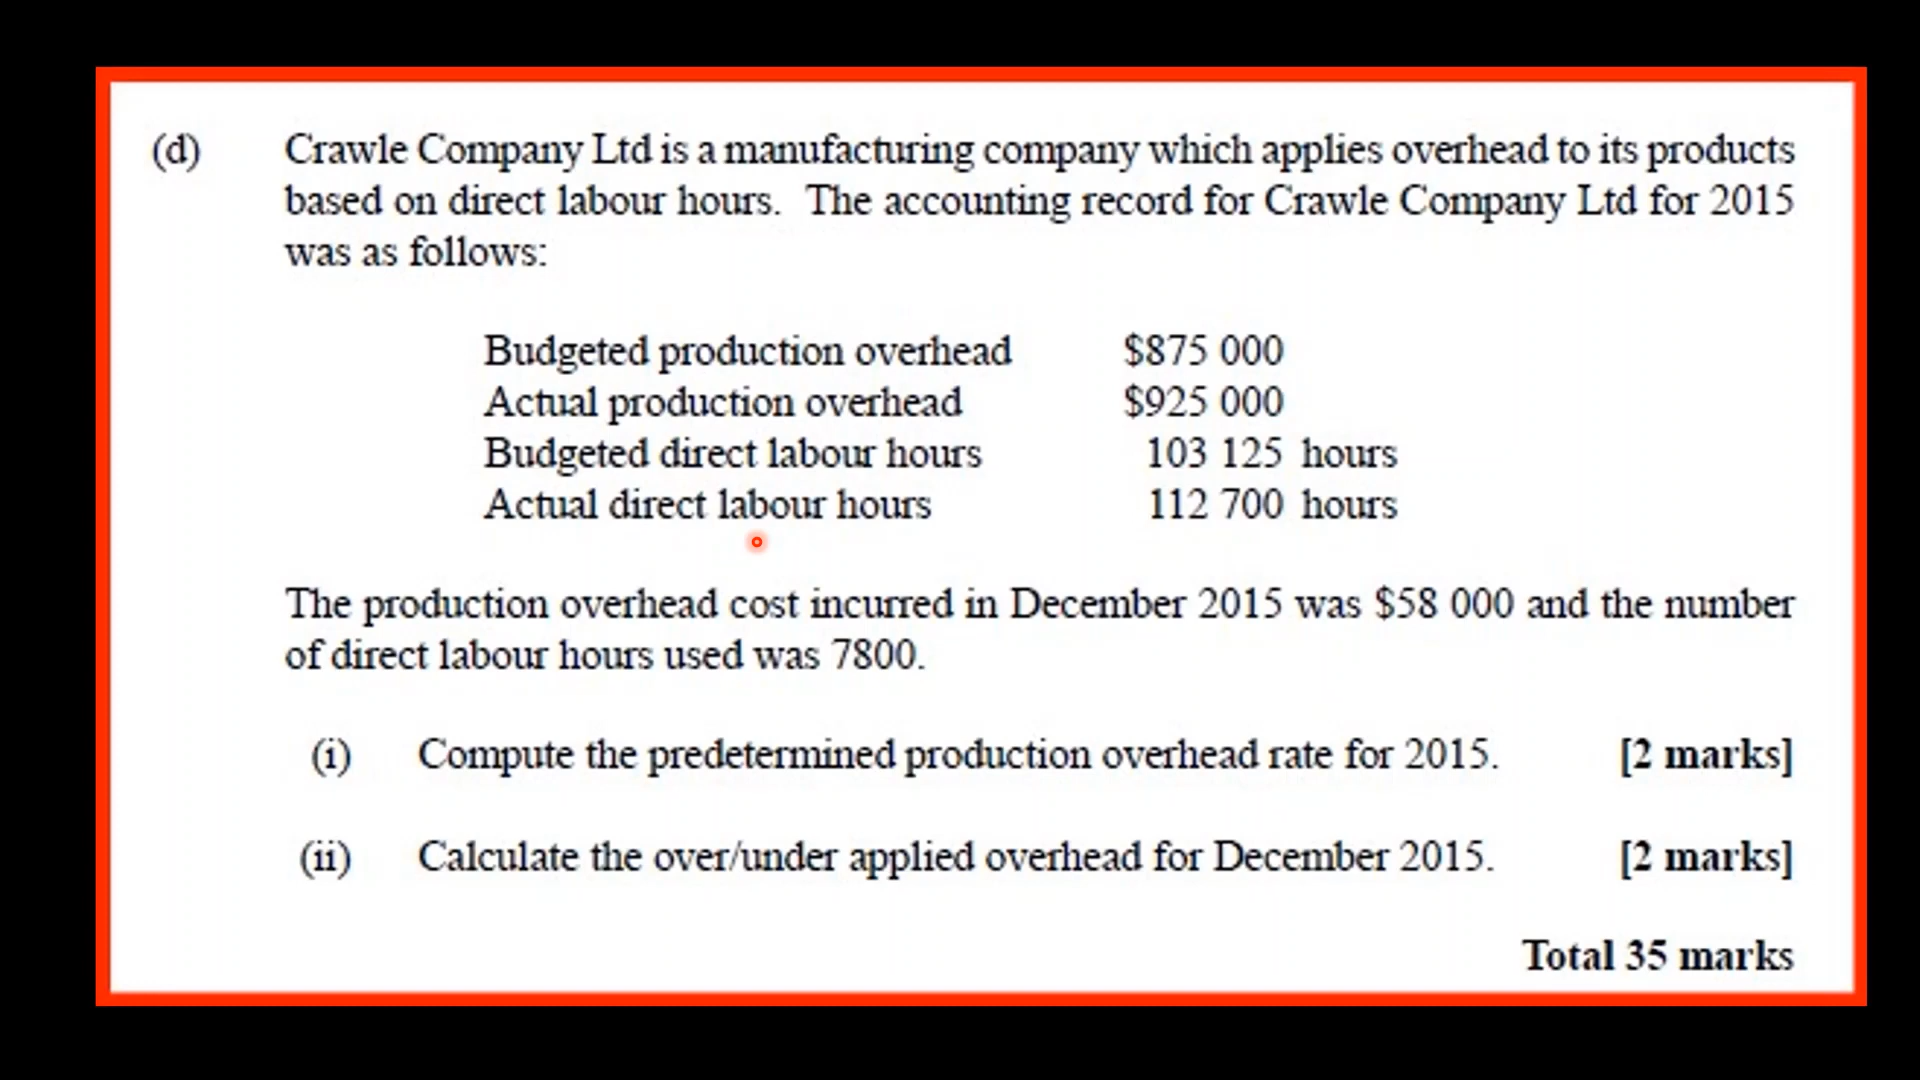 (d) Crawle Company Ltd is a manufacturing company which applies overhead to its products
based on direct labour hours. The accounting record for Crawle Company Ltd for 2015
was as follows:
Budgeted production overhead $875 000
Actual production overhead $925 000
Budgeted direct labour hours 103 125 hours
Actual direct labour hours 112 700 hours
The production overhead cost incurred in December 2015 was $58 000 and the number
of direct labour hours used was 7800.
(i) Compute the predetermined production overhead rate for 2015. [2 marks]
(ii) Calculate the over/under applied overhead for December 2015. [2 marks]
Total 35 marks